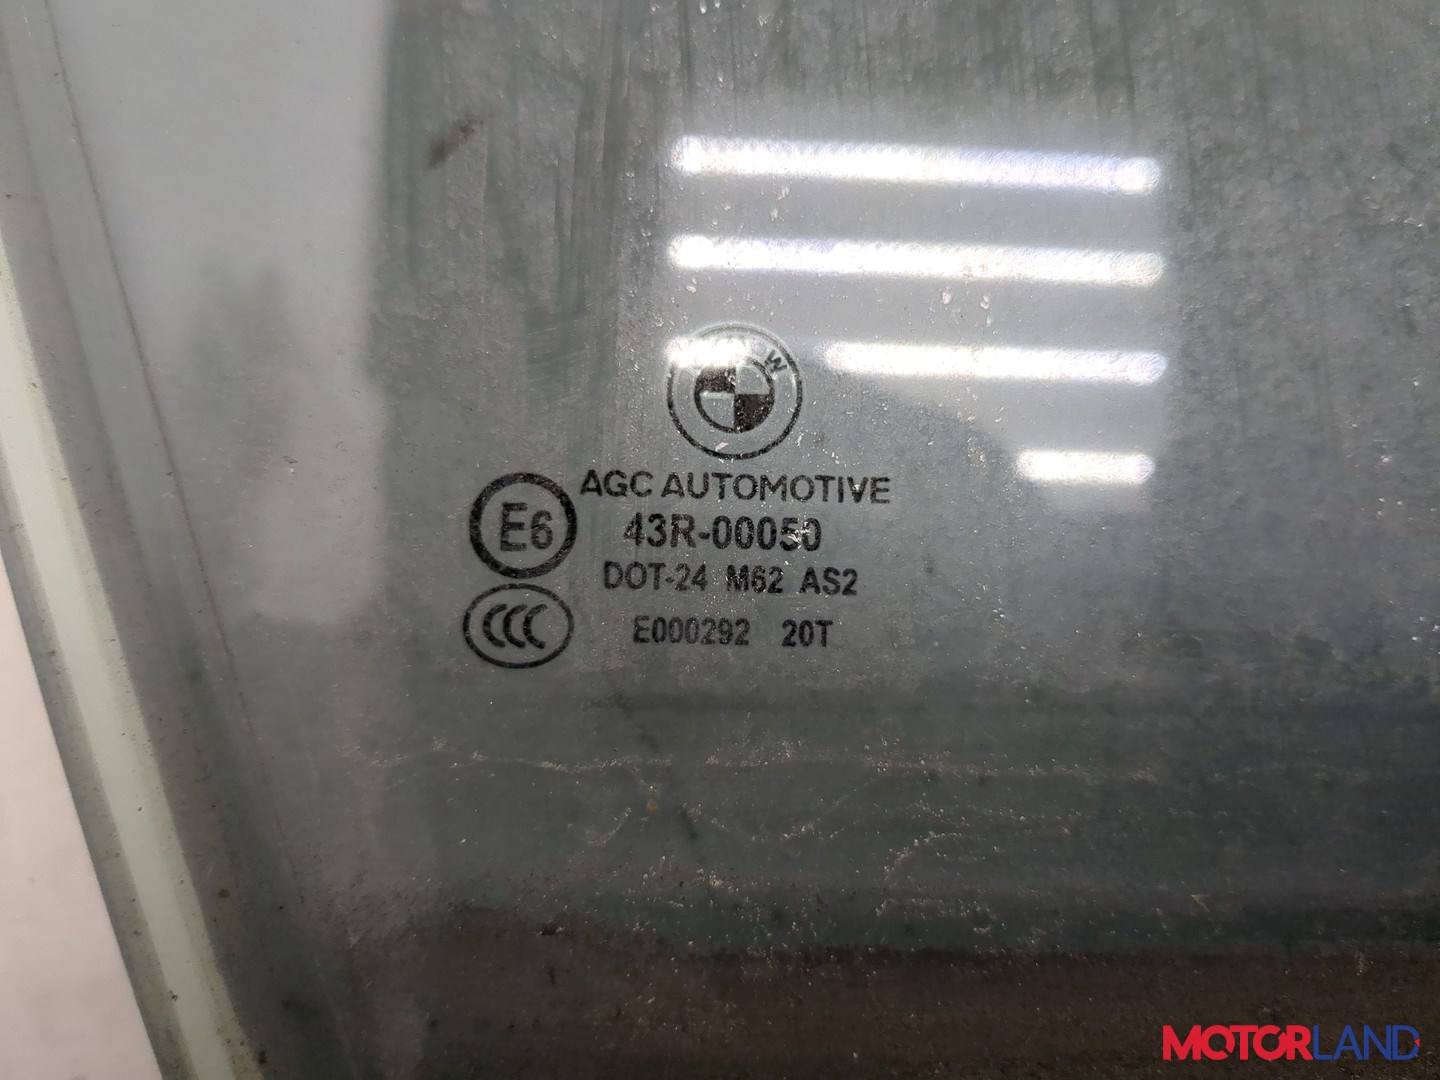 W
AGC AUTOMOTIVE
E6
43R-00050
DOT-24 M62 AS2
CCC
E000292 20T
MOTORLAND